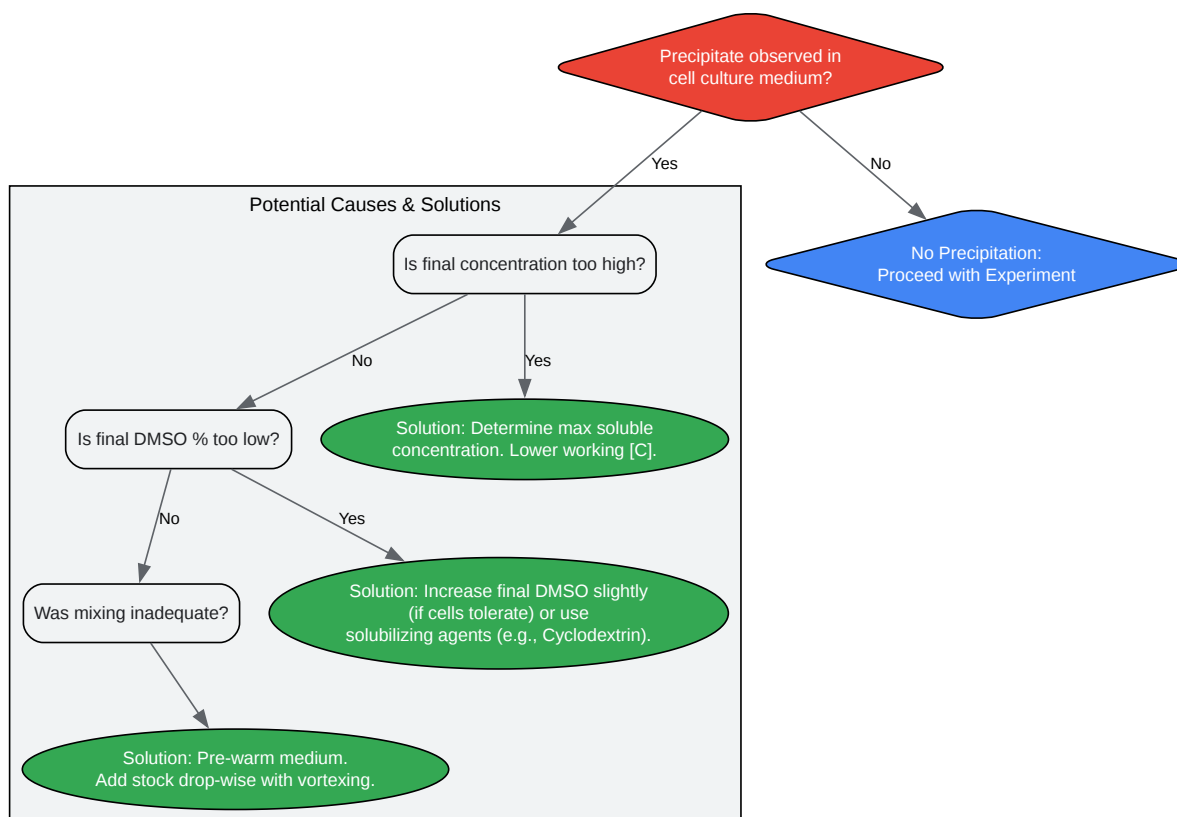 Precipitate observed in
cell culture medium?
Yes
No
Potential Causes & Solutions
No Precipitation:
Proceed with Experiment
Is final concentration too high?
No
Yes
Is final DMSO % too low?
Solution: Determine max soluble
concentration. Lower working [C].
No
Yes
Was mixing inadequate?
Solution: Increase final DMSO slightly
(if cells tolerate) or use
solubilizing agents (e.g., Cyclodextrin).
Solution: Pre-warm medium.
Add stock drop-wise with vortexing.